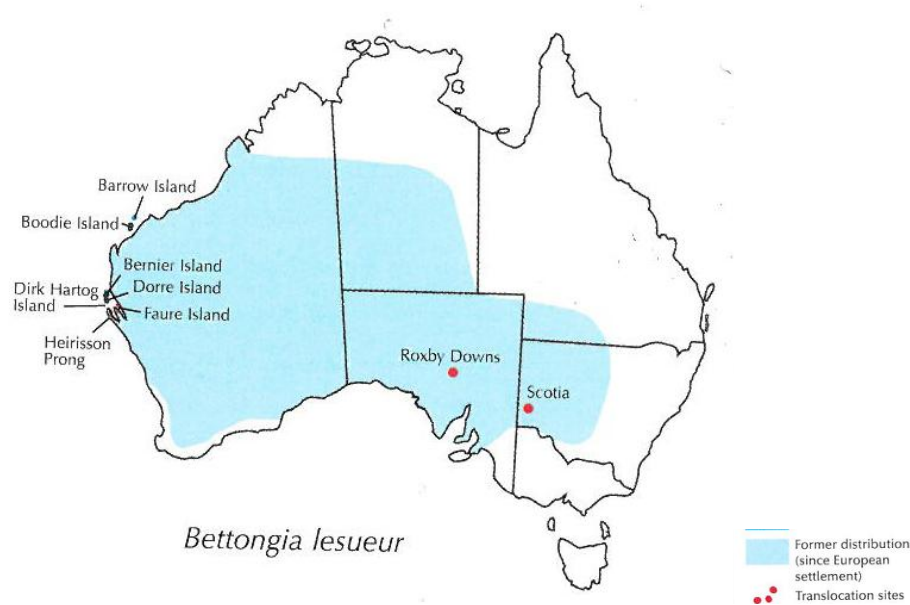 Barrow Island
Boodie Island
Bernier Island
Dirk Hartog
Island
Dorre Island
Faure Island
Heirisson
Prong
Roxby Downs
Scotia
Bettongia lesueur
Former distribution
(since European
settlement)
Translocation sites